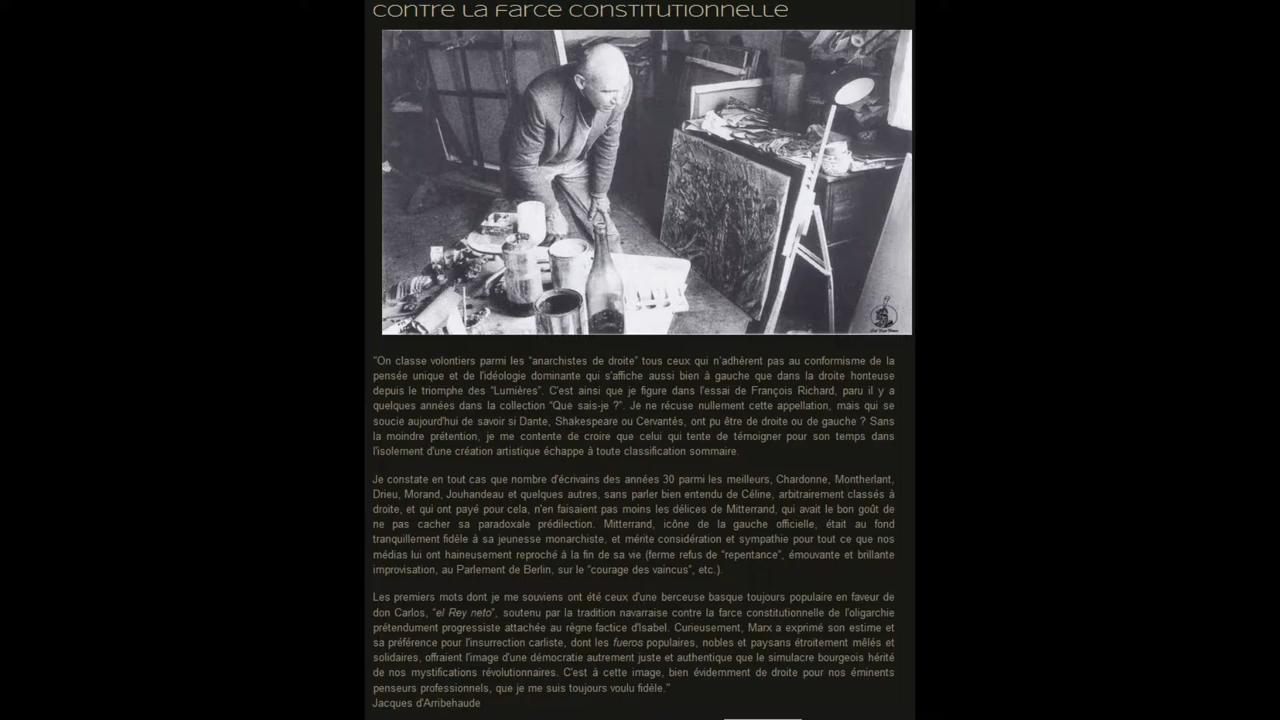 CONTRE LA FARCE CONSTITUTIONNELLE
"On classe volontiers parmi les "anarchistes de droite" tous ceux qui n'adhérent pas au conformisme de la
pensée unique et de l'idéologie dominante qui s'affiche aussi bien à gauche que dans la droite honteuse
depuis le triomphe des "Lumières". C'est ainsi que je figure dans l'essai de François Richard, paru il y a
quelques années dans la collection "Que sais-je ?". Je ne récuse nullement cette appellation, mais qui se
soucie aujourd'hui de savoir si Dante, Shakespeare ou Cervantès, ont pu être de droite ou de gauche ? Sans
la moindre prétention, je me contente de croire que celui qui tente de témoigner pour son temps dans
l'isolement d'une création artistique échappe à toute classification sommaire.
Je constate en tout cas que nombre d'écrivains des années 30 parmi les meilleurs, Chardonne, Montherlant,
Drieu, Morand, Jouhandeau et quelques autres, sans parler bien entendu de Céline, arbitrairement classés à
droite, et qui ont payé pour cela, n'en faisaient pas moins les délices de Mitterrand, qui avait le bon goût de
ne pas cacher sa paradoxale prédilection. Mitterrand, icône de la gauche officielle, était au fond
tranquillement fidèle à sa jeunesse monarchiste, et mérite considération et sympathie pour tout ce que nos
médias lui ont haineusement reproché à la fin de sa vie (ferme refus de "repentance", émouvante et brillante
improvisation, au Parlement de Berlin, sur le "courage des vaincus", etc.).
Les premiers mots dont je me souviens ont été ceux d'une berceuse basque toujours populaire en faveur de
don Carlos, "el Rey neto", soutenu par la tradition navarraise contre la farce constitutionnelle de l'oligarchie
prétendument progressiste attachée au règne factice d'Isabel. Curieusement, Marx a exprimé son estime et
sa préférence pour l'insurrection carliste, dont les fueros populaires, nobles et paysans étroitement mêlés et
solidaires, offraient l'image d'une démocratie autrement juste et authentique que le simulacre bourgeois hérité
de nos mystifications révolutionnaires. C'est à cette image, bien évidemment de droite pour nos éminents
penseurs professionnels, que je me suis toujours voulu fidèle."
Jacques d'Arribehaude